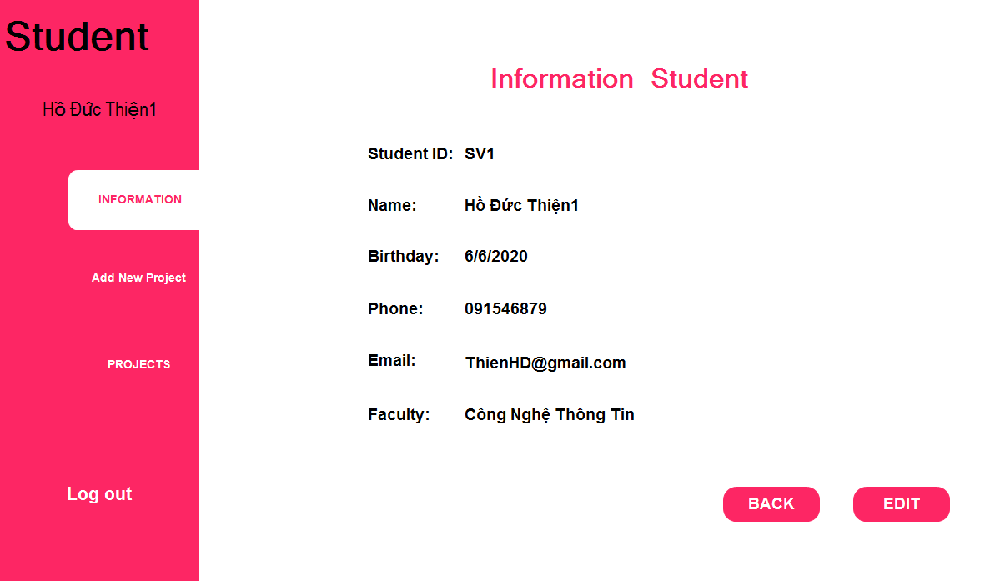 Student
Hồ Đức Thiện1
INFORMATION
Add New Project
PROJECTS
Log out
Information Student
Student ID: SV1
Name: Hồ Đức Thiện1
Birthday: 6/6/2020
Phone: 091546879
Email: ThienHD@gmail.com
Faculty: Công Nghệ Thông Tin
BACK EDIT